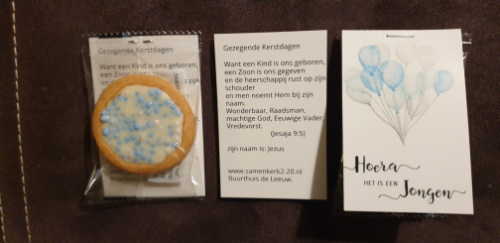 Gezegende Kerstdagen
Want een Kind is ons geboren,
een Zoon
zijn
Gezegende Kerstdagen
Want een Kind is ons geboren,
een Zoon is ons gegeven
en de heerschappij rust op zijn
schouder
en men noemt Hem bij zijn
naam.
Wonderbaar, Raadsman,
machtige God, Eeuwige Vader,
Vredevorst.
(Jesaja 9:5)
zijn naam is: Jezus
www.samenkerk2-20.nl
Buurthuis de Leeuw.
Hoera
HET IS EEN
Jongen